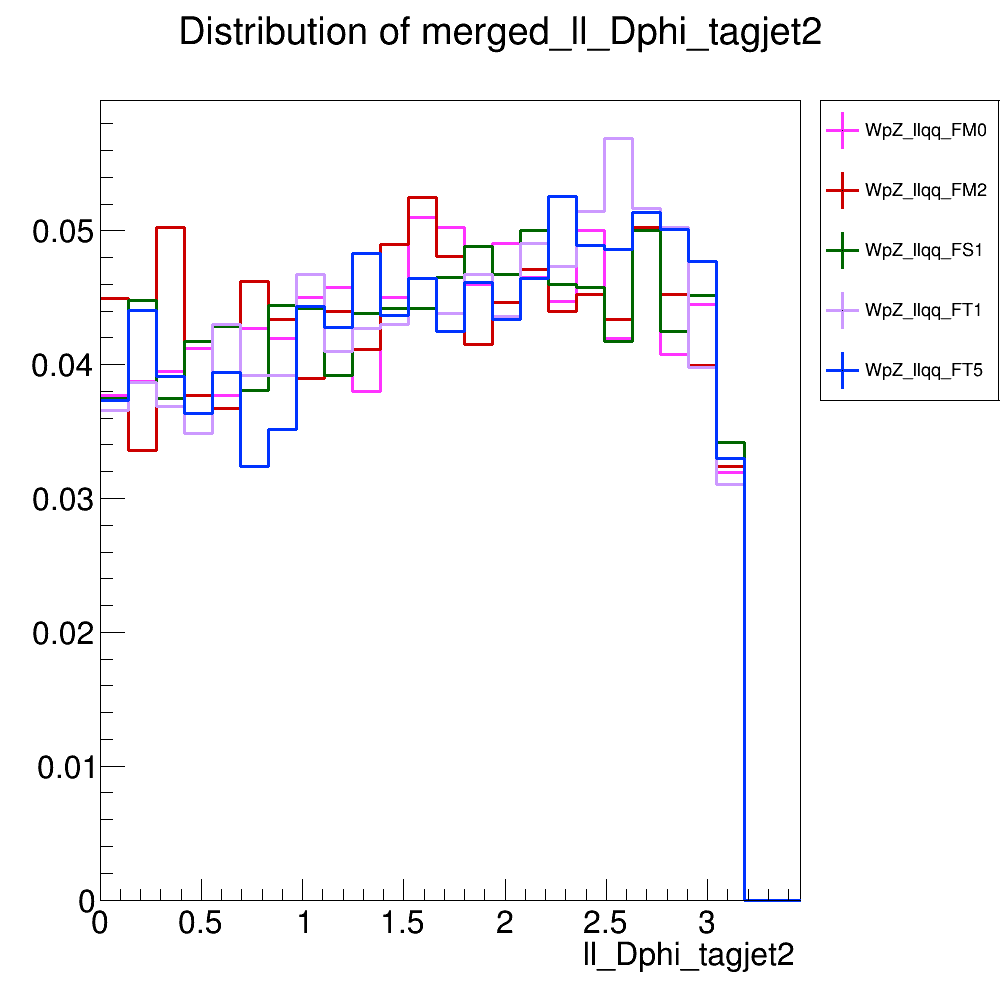 Distribution of merged_ll_Dphi_tagjet2
WpZ_llqq_FM0
WpZ_llqq_FM2
WpZ_llqq_FS1
WpZ_llqq_FT1
WpZ_llqq_FT5
0.05
0.04
0.03
0.02
0.01
0
0 0.5 1 1.5 2 2.5 3
ll_Dphi_tagjet2